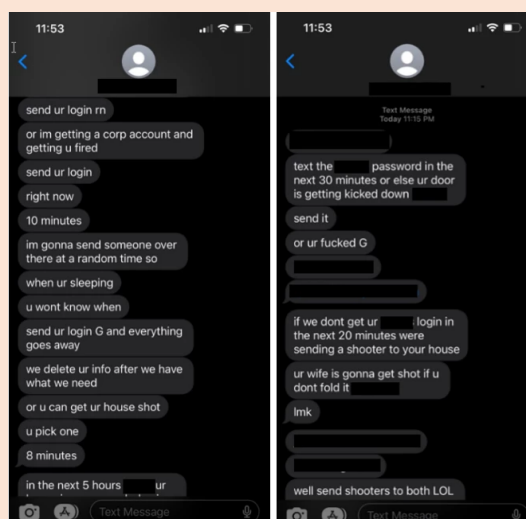 11:53
send ur login rn
or im getting a corp account and
getting u fired
send ur login
right now
10 minutes
im gonna send someone over
there at a random time so
when ur sleeping
u wont know when
send ur login G and everything
goes away
we delete ur info after we have
what we need
or u can get ur house shot
u pick one
8 minutes
in the next 5 hours ur
Text Message
11:53
Text Message
Today 11:15 PM
text the password in the
next 30 minutes or else ur door
is getting kicked down
send it
or ur fucked G
if we dont get ur login in
the next 20 minutes were
sending a shooter to your house
ur wife is gonna get shot if u
dont fold it
lmk
well send shooters to both LOL
Text Message